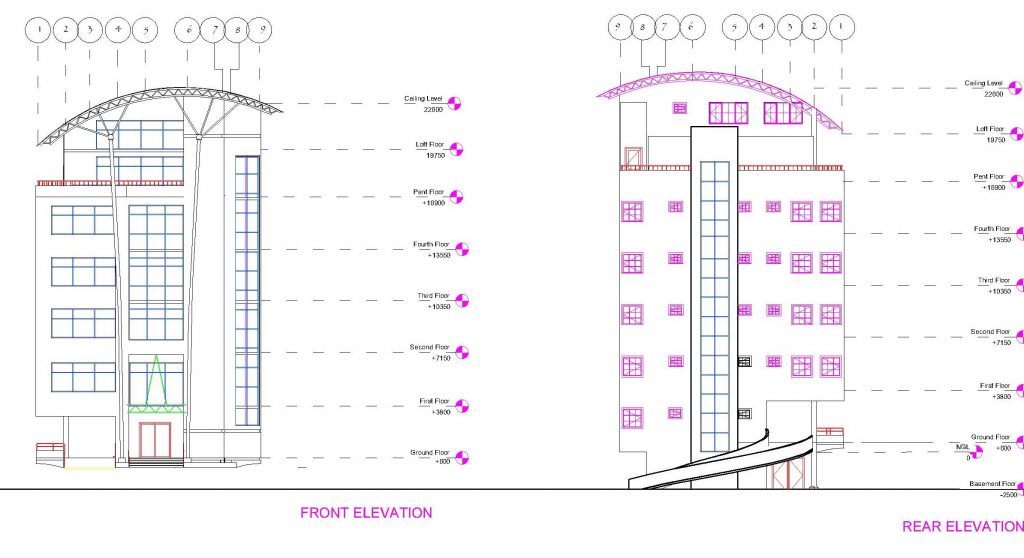 1 2 3 4 5 6 7 8 9
Ceiling Level
22800
Loft Floor
19750
Pent Floor
+16900
Fourth Floor
+13550
Third Floor
+10350
Second Floor
+7150
First Floor
+3800
Ground Floor
+600
FRONT ELEVATION
9 8 7 6 5 4 3 2 1
Ceiling Level
22800
Loft Floor
19750
Pent Floor
+16900
Fourth Floor
+13550
Third Floor
+10350
Second Floor
+7150
First Floor
+3800
Ground Floor
+600
NGL
0
Basement Floor
-2500
REAR ELEVATION